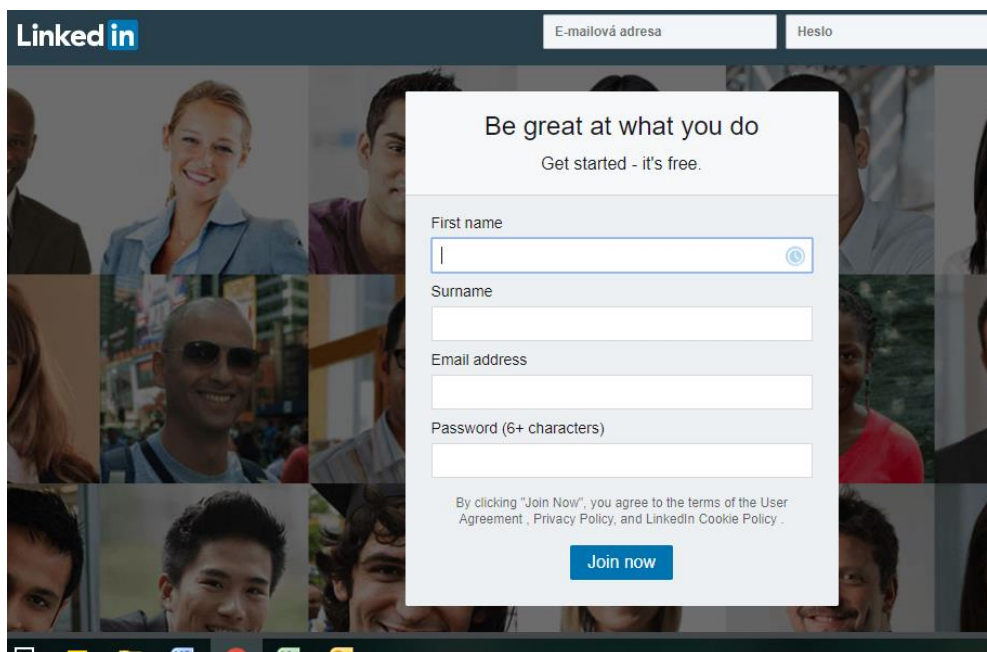 Linked in
E-mailová adresa
Heslo
Be great at what you do
Get started - it's free.
First name
Surname
Email address
Password (6+ characters)
By clicking "Join Now", you agree to the terms of the User
Agreement , Privacy Policy, and LinkedIn Cookie Policy .
Join now